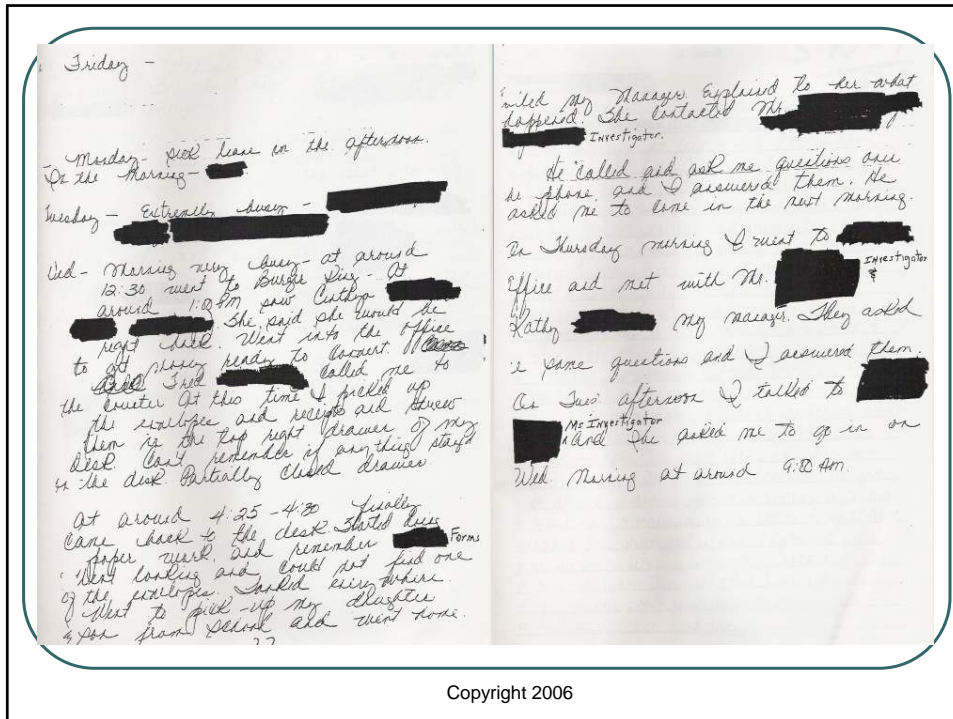 Friday -
- Monday - sick leave in the afternoon.
In the Morning -
Tuesday - Extremely busy -
Wed - Morning very busy - at around
12:30 went to Burger King - At
around 1:00 PM saw
She said she would be
right back. Went into the office
to get money ready to convert.
Fred called me to
the counter At this time I picked up
the envelopes and receipts and threw
them in the top right drawer of my
disk. Can't remember if anything stay'd
on the disk. Partially closed drawer.
At around 4:25 - 4:30 finally
came back to the desk. Started doing
paper work and remember Forms
Went looking and could not find one
of the envelopes. Looked everywhere.
Went to pick-up my daughter
& son from school and went home.
my Manager. Explained to her what
happened. She contacted Mr.
Investigator.
He called and ask me questions over
he phone, and I answered them. He
asked me to come in the next morning.
On Thursday morning I went to
Office and met with Mr. Investigator &
Kathy my manager. They asked
e same questions and I answered them.
On Tues afternoon I talked to
Ms Investigator
And she asked me to go in on
Wed. Morning at around 9:00 Am.
Copyright 2006